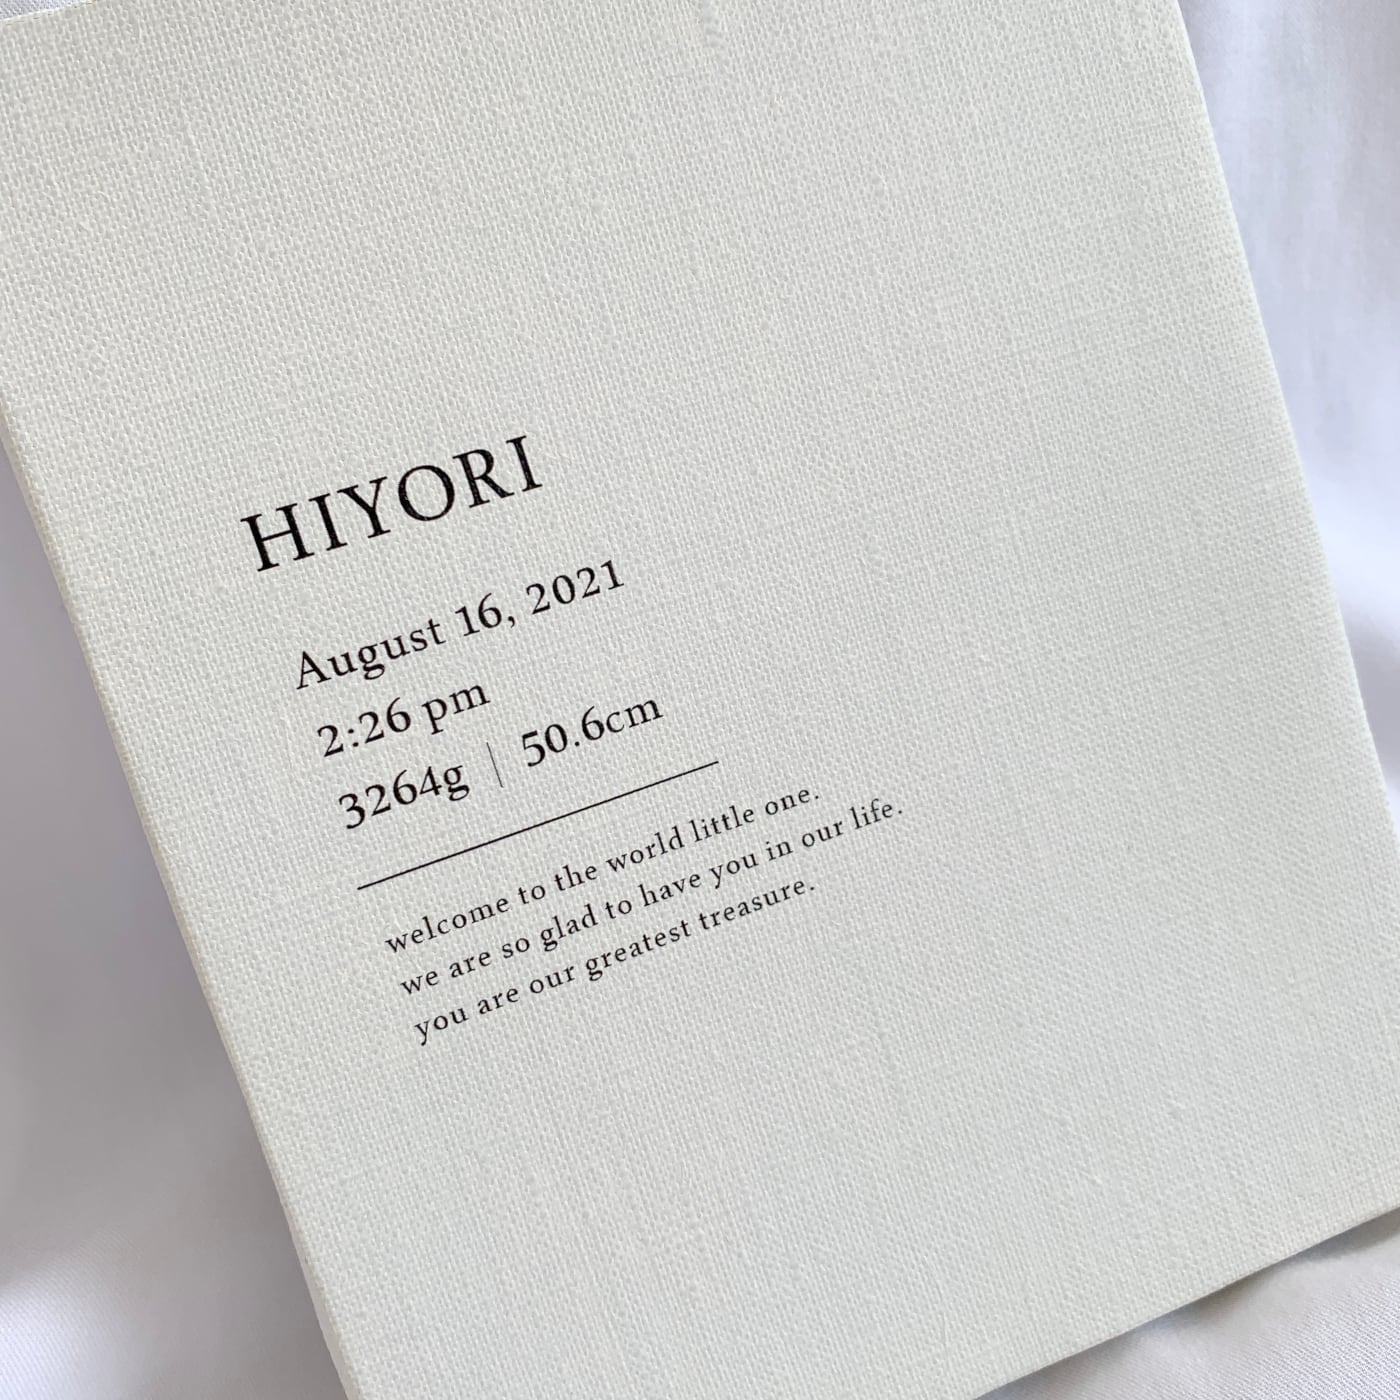 HIYORI
August 16, 2021
2:26 pm
3264g | 50.6cm
welcome to the world little one.
we are so glad to have you in our life.
you are our greatest treasure.